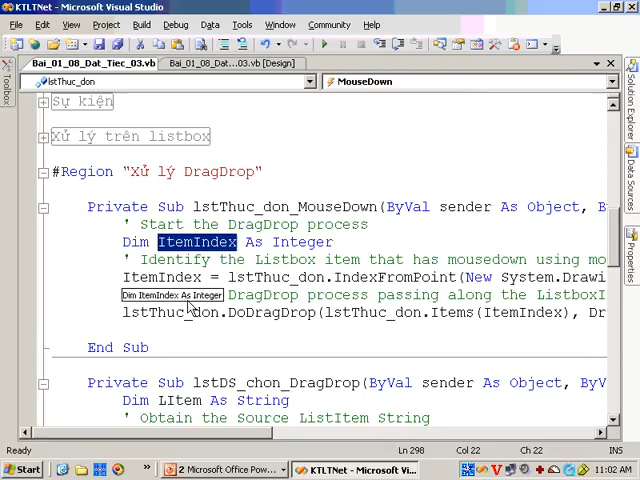 KTLTNet - Microsoft Visual Studio
File Edit View Project Build Debug Data Tools Window Community Help
Bai_01_08_Dat_Tiec_03.vb Bai_01_08_Dat...03.vb [Design]
lstThuc_don MouseDown
Toolbox
Sự kiện
Xử lý trên listbox
#Region "Xử lý DragDrop"
Private Sub lstThuc_don_MouseDown(ByVal sender As Object, By
' Start the DragDrop process
Dim ItemIndex As Integer
' Identify the Listbox item that has mousedown using mo
ItemIndex = lstThuc_don.IndexFromPoint(New System.Drawi
Dim ItemIndex As Integer DragDrop process passing along the ListboxI
lstThuc_don.DoDragDrop(lstThuc_don.Items(ItemIndex), Dr
End Sub
Private Sub lstDS_chon_DragDrop(ByVal sender As Object, By
Dim LItem As String
' Obtain the Source ListItem String
Solution Explorer
Data Sources
Properties
Ready Ln 298 Col 22 Ch 22 INS
Start 2 Microsoft Office Pow... KTLTNet - Microsoft Vi... 11:02 AM